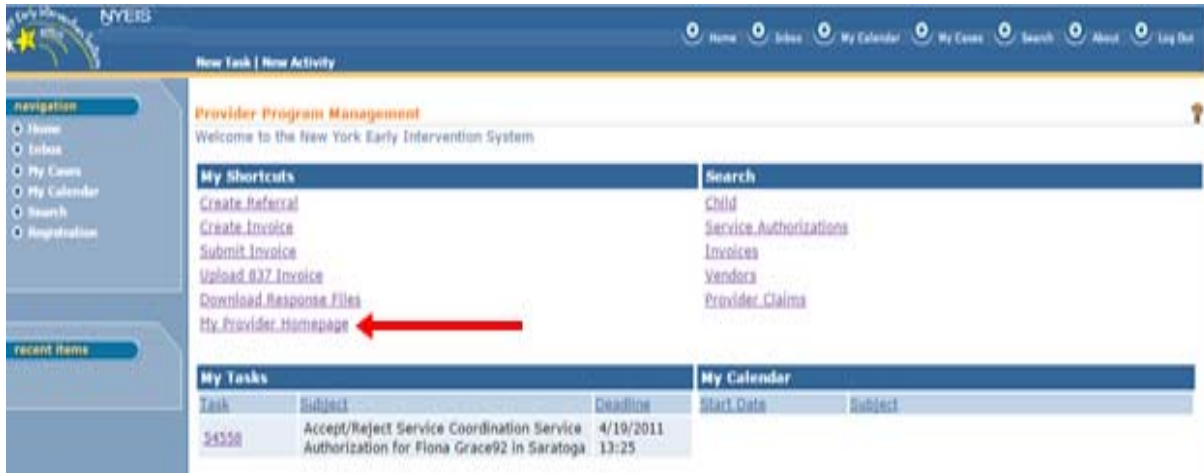 NYEIS
Home Inbox My Calendar My Cases Search About Log Out
New Task | New Activity
navigation
Home
Inbox
My Cases
My Calendar
Search
Registration
recent items
Provider Program Management
Welcome to the New York Early Intervention System
My Shortcuts
Create Referral
Create Invoice
Submit Invoice
Upload 837 Invoice
Download Response Files
My Provider Homepage
Search
Child
Service Authorizations
Invoices
Vendors
Provider Claims
My Tasks
Task Subject Deadline
54558 Accept/Reject Service Coordination Service 4/19/2011
Authorization for Fiona Grace92 in Saratoga 13:25
My Calendar
Start Date Subject